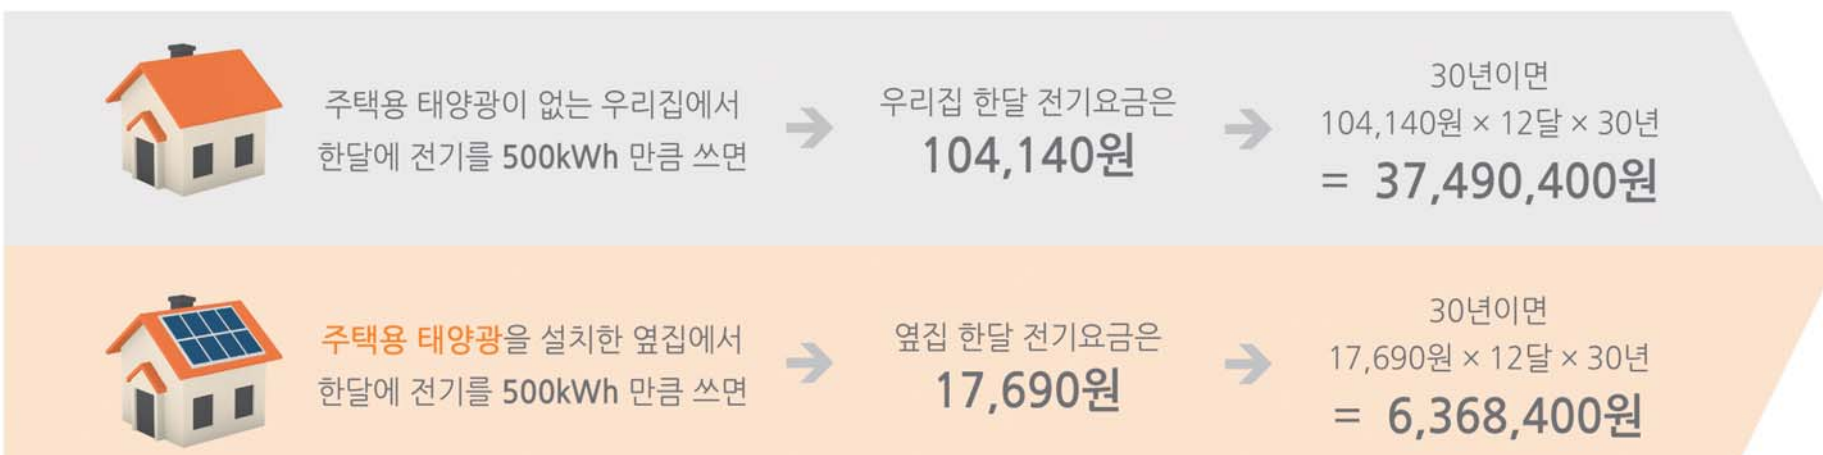 주택용 태양광이 없는 우리집에서
한달에 전기를 500kWh 만큼 쓰면
우리집 한달 전기요금은
104,140원
30년이면
104,140원 × 12달 × 30년
= 37,490,400원
주택용 태양광을 설치한 옆집에서
한달에 전기를 500kWh 만큼 쓰면
옆집 한달 전기요금은
17,690원
30년이면
17,690원 × 12달 × 30년
= 6,368,400원